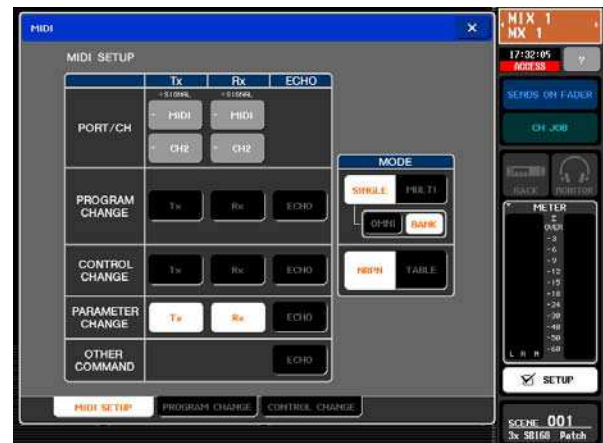 MIDI
×
MIX 1
MX 1
17:32:05
ACCESS
?
SENDS ON FADER
CH JOB
RACK
MONITOR
METER
Σ
OVER
-3
-6
-9
-12
-15
-18
-24
-30
-40
-50
-60
L R M
SETUP
SCENE 001
3x SB168 Patch
MIDI SETUP
Tx Rx ECHO
SIGNAL SIGNAL
PORT/CH
MIDI MIDI
CH2 CH2
PROGRAM CHANGE
Tx Rx ECHO
CONTROL CHANGE
Tx Rx ECHO
PARAMETER CHANGE
Tx Rx ECHO
OTHER COMMAND
ECHO
MODE
SINGLE MULTI
OMNI BANK
NRPN TABLE
MIDI SETUP PROGRAM CHANGE CONTROL CHANGE